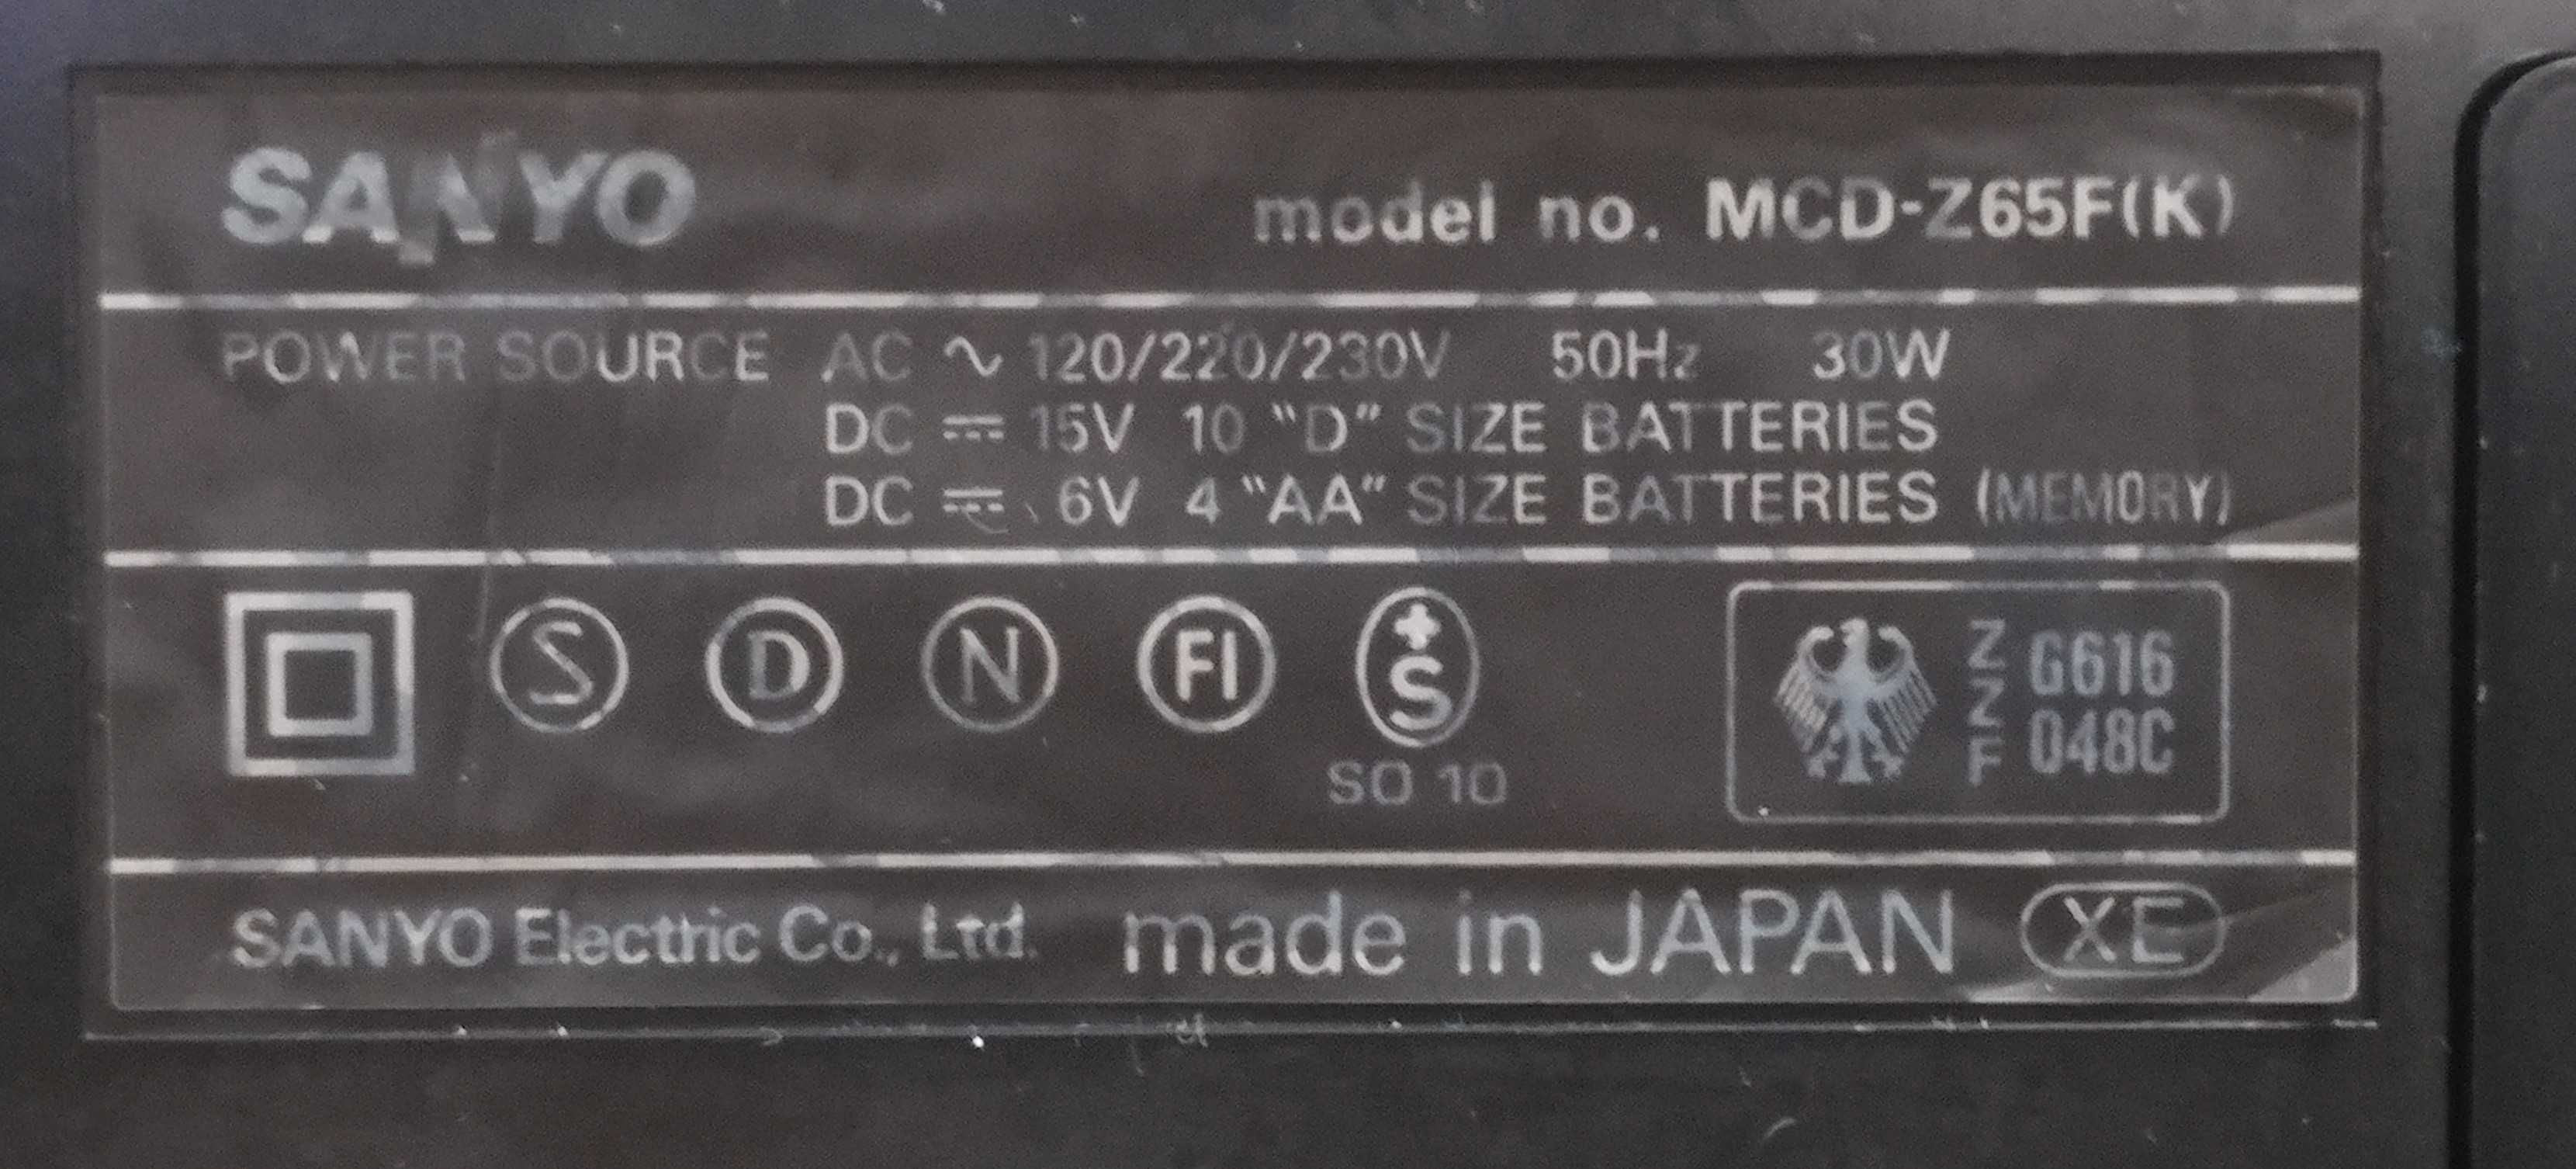 SANYO
model no. MCD-Z65F(K)
POWER SOURCE AC ∿ 120/220/230V 50Hz 30W
DC ⎓ 15V 10 "D" SIZE BATTERIES
DC ⎓ 6V 4 "AA" SIZE BATTERIES (MEMORY)
S D N FI +S
SO 10
ZZF G616 048C
SANYO Electric Co., Ltd. made in JAPAN XE